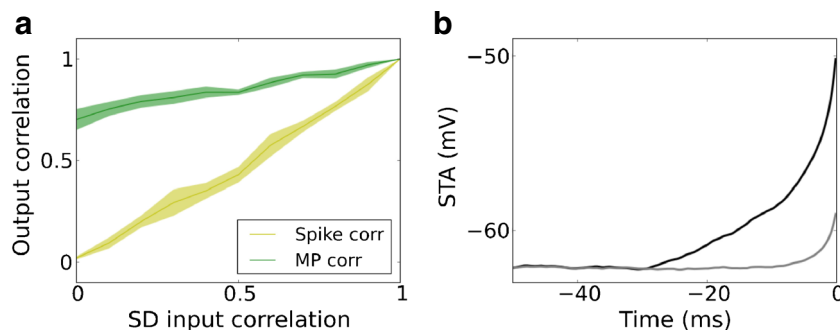 a
Output correlation
1
0.5
0
Spike corr
MP corr
0
0.5
1
SD input correlation
b
STA (mV)
−50
−60
−40
−20
0
Time (ms)